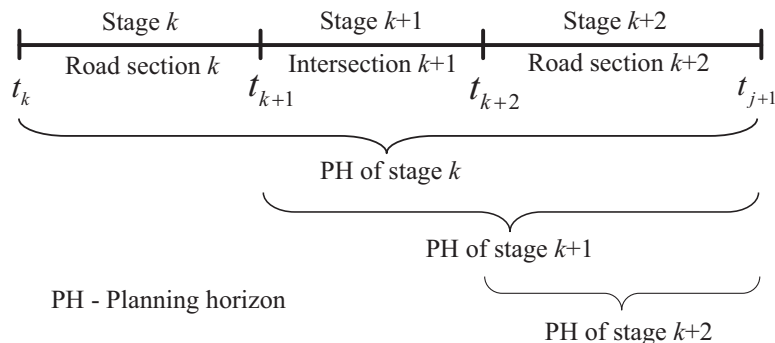 Stage k Stage k+1 Stage k+2
Road section k Intersection k+1 Road section k+2
t_k t_{k+1} t_{k+2} t_{j+1}
PH of stage k
PH of stage k+1
PH - Planning horizon
PH of stage k+2